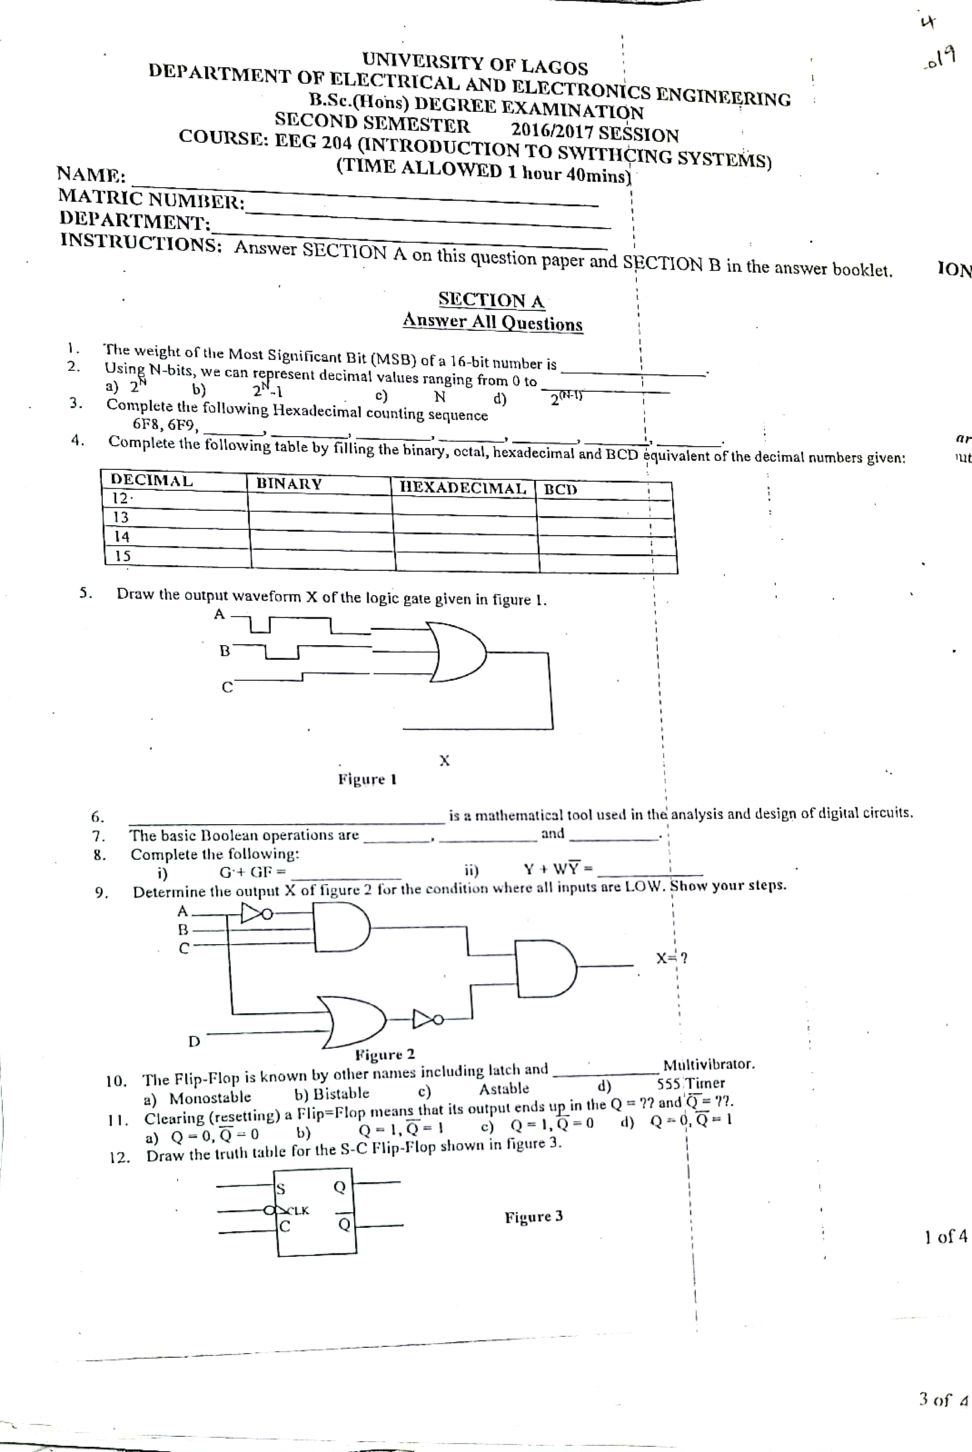 4
.019
UNIVERSITY OF LAGOS
DEPARTMENT OF ELECTRICAL AND ELECTRONICS ENGINEERING
B.Sc.(Hons) DEGREE EXAMINATION
SECOND SEMESTER 2016/2017 SESSION
COURSE: EEG 204 (INTRODUCTION TO SWITHCING SYSTEMS)
(TIME ALLOWED 1 hour 40mins)
NAME: ____________
MATRIC NUMBER: ____________
DEPARTMENT: ____________
INSTRUCTIONS: Answer SECTION A on this question paper and SECTION B in the answer booklet.
ION
SECTION A
Answer All Questions
1. The weight of the Most Significant Bit (MSB) of a 16-bit number is ____________.
2. Using N-bits, we can represent decimal values ranging from 0 to ____________
a) 2^N b) 2^N-1 c) N d) 2^(N-1)
3. Complete the following Hexadecimal counting sequence
6F8, 6F9, ______, ______, ______, ______, ______, ______, ______.
4. Complete the following table by filling the binary, octal, hexadecimal and BCD equivalent of the decimal numbers given:
ar
ut
DECIMAL BINARY HEXADECIMAL BCD
12
13
14
15
5. Draw the output waveform X of the logic gate given in figure 1.
A
B
C
X
Figure 1
6. ____________ is a mathematical tool used in the analysis and design of digital circuits.
7. The basic Boolean operations are ________, ________ and ________.
8. Complete the following:
i) G + GF = ________ ii) Y + WY̅ = ________
9. Determine the output X of figure 2 for the condition where all inputs are LOW. Show your steps.
A
B
C
X= ?
D
Figure 2
10. The Flip-Flop is known by other names including latch and ________ Multivibrator.
a) Monostable b) Bistable c) Astable d) 555 Timer
11. Clearing (resetting) a Flip=Flop means that its output ends up in the Q = ?? and Q̅ = ??.
a) Q = 0, Q̅ = 0 b) Q = 1, Q̅ = 1 c) Q = 1, Q̅ = 0 d) Q = 0, Q̅ = 1
12. Draw the truth table for the S-C Flip-Flop shown in figure 3.
S Q
CLK
C Q̅
Figure 3
1 of 4
3 of 4